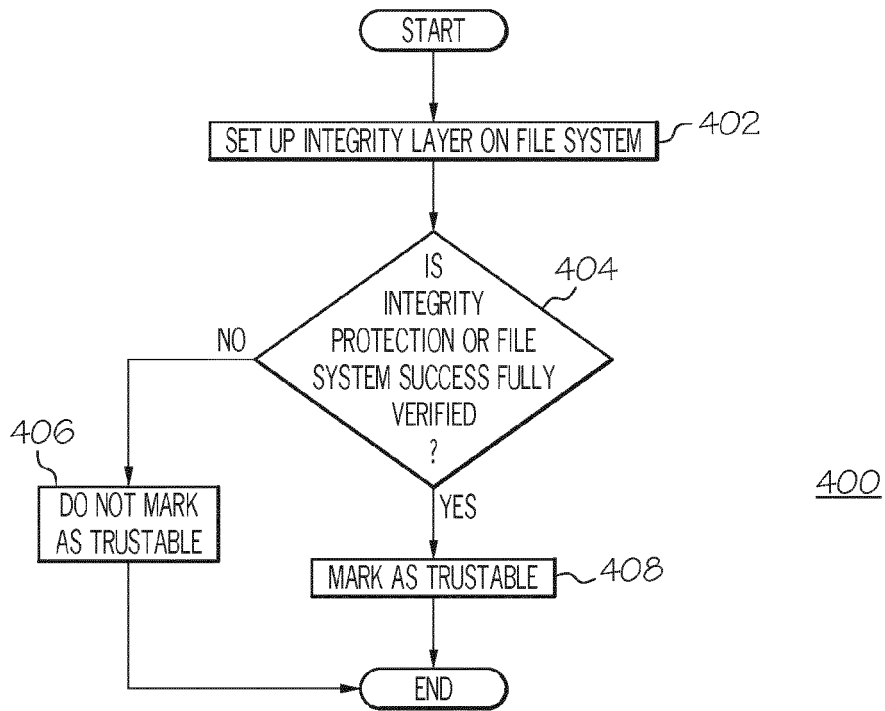 START
SET UP INTEGRITY LAYER ON FILE SYSTEM
402
IS
INTEGRITY
PROTECTION OR FILE
SYSTEM SUCCESS FULLY
VERIFIED
?
404
NO
406
DO NOT MARK
AS TRUSTABLE
YES
400
MARK AS TRUSTABLE
408
END